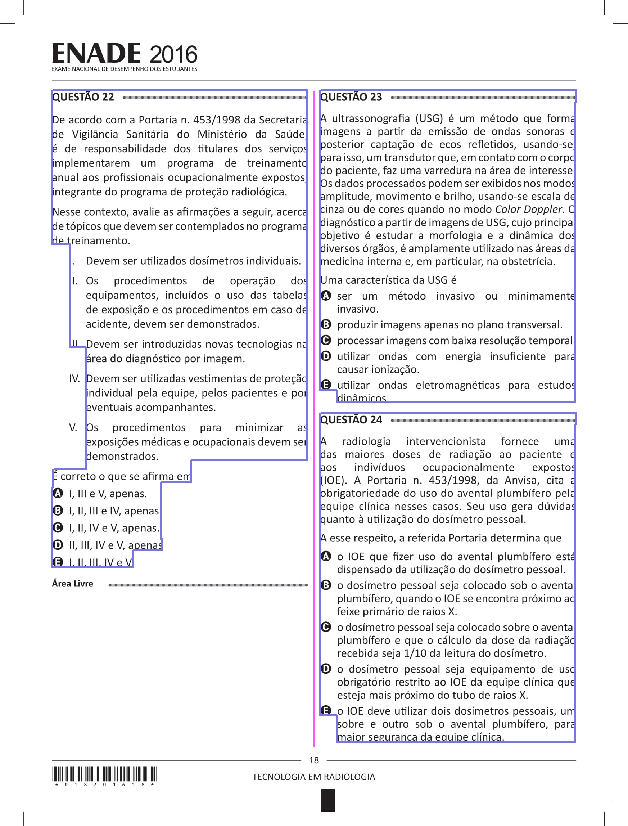 ENADE 2016
EXAME NACIONAL DE DESEMPENHO DOS ESTUDANTES
QUESTÃO 22
De acordo com a Portaria n. 453/1998 da Secretaria
de Vigilância Sanitária do Ministério da Saúde
é de responsabilidade dos titulares dos serviços
implementarem um programa de treinamento
anual aos profissionais ocupacionalmente expostos
integrante do programa de proteção radiológica.
Nesse contexto, avalie as afirmações a seguir, acerca
de tópicos que devem ser contemplados no programa
de treinamento.
. Devem ser utilizados dosímetros individuais.
I. Os procedimentos de operação dos
equipamentos, incluídos o uso das tabelas
de exposição e os procedimentos em caso de
acidente, devem ser demonstrados.
II. Devem ser introduzidas novas tecnologias na
área do diagnóstico por imagem.
IV. Devem ser utilizadas vestimentas de proteção
individual pela equipe, pelos pacientes e por
eventuais acompanhantes.
V. Os procedimentos para minimizar as
exposições médicas e ocupacionais devem ser
demonstrados.
É correto o que se afirma em
A I, III e V, apenas.
B I, II, III e IV, apenas
C I, II, IV e V, apenas.
D II, III, IV e V, apenas
E I, II, III, IV e V
Área Livre
QUESTÃO 23
A ultrassonografia (USG) é um método que forma
imagens a partir da emissão de ondas sonoras e
posterior captação de ecos refletidos, usando-se
para isso, um transdutor que, em contato com o corpo
do paciente, faz uma varredura na área de interesse
Os dados processados podem ser exibidos nos modos
amplitude, movimento e brilho, usando-se escala de
cinza ou de cores quando no modo Color Doppler. O
diagnóstico a partir de imagens de USG, cujo principal
objetivo é estudar a morfologia e a dinâmica dos
diversos órgãos, é amplamente utilizado nas áreas da
medicina interna e, em particular, na obstetrícia.
Uma característica da USG é
A ser um método invasivo ou minimamente
invasivo.
B produzir imagens apenas no plano transversal.
C processar imagens com baixa resolução temporal
D utilizar ondas com energia insuficiente para
causar ionização.
E utilizar ondas eletromagnéticas para estudos
dinâmicos
QUESTÃO 24
A radiologia intervencionista fornece uma
das maiores doses de radiação ao paciente e
aos indivíduos ocupacionalmente expostos
(IOE). A Portaria n. 453/1998, da Anvisa, cita a
obrigatoriedade do uso do avental plumbífero pela
equipe clínica nesses casos. Seu uso gera dúvidas
quanto à utilização do dosímetro pessoal.
A esse respeito, a referida Portaria determina que
A o IOE que fizer uso do avental plumbífero está
dispensado da utilização do dosímetro pessoal.
B o dosímetro pessoal seja colocado sob o avental
plumbífero, quando o IOE se encontra próximo ao
feixe primário de raios X.
C o dosímetro pessoal seja colocado sobre o avental
plumbífero e que o cálculo da dose da radiação
recebida seja 1/10 da leitura do dosímetro.
D o dosímetro pessoal seja equipamento de uso
obrigatório restrito ao IOE da equipe clínica que
esteja mais próximo do tubo de raios X.
E o IOE deve utilizar dois dosímetros pessoais, um
sobre e outro sob o avental plumbífero, para
maior segurança da equipe clínica.
18
TECNOLOGIA EM RADIOLOGIA